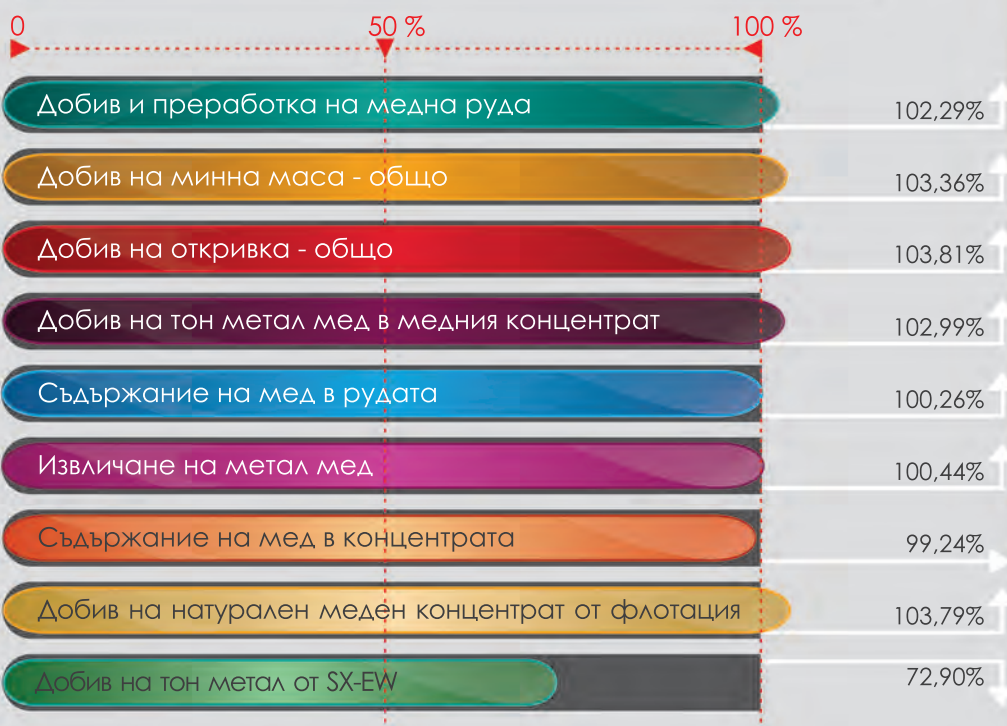 0 50 % 100 %
Добив и преработка на медна руда 102,29%
Добив на минна маса - общо 103,36%
Добив на откривка - общо 103,81%
Добив на тон метал мед в медния концентрат 102,99%
Съдържание на мед в рудата 100,26%
Извличане на метал мед 100,44%
Съдържание на мед в концентрата 99,24%
Добив на натурален меден концентрат от флотация 103,79%
Добив на тон метал от SX-EW 72,90%